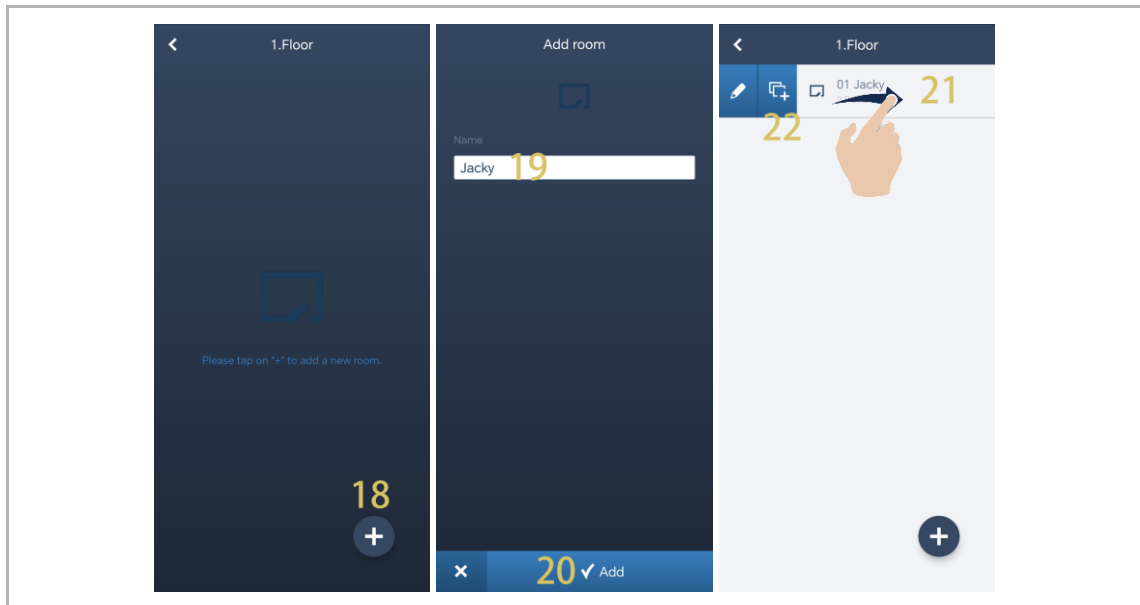 1.Floor
Please tap on "+" to add a new room.
18
Add room
Name
Jacky 19
20 Add
1.Floor
01 Jacky
21
22